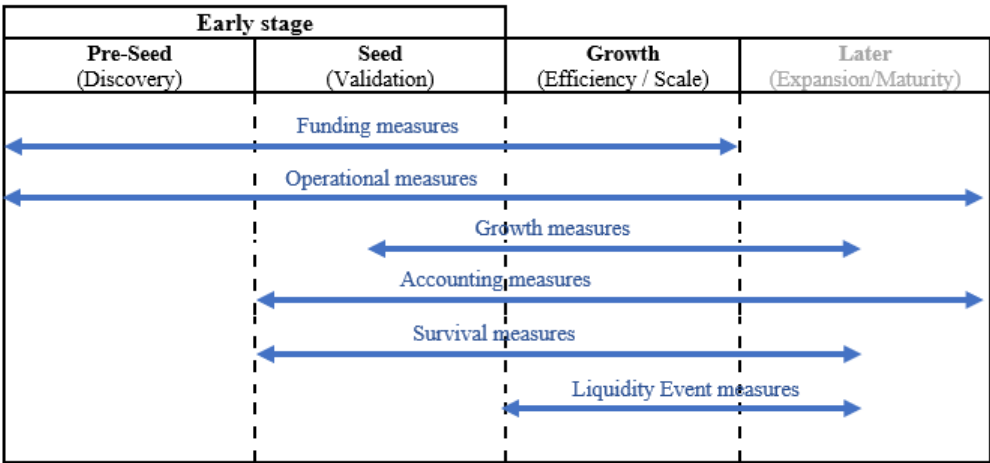 Early stage
Pre-Seed
(Discovery)
Seed
(Validation)
Growth
(Efficiency / Scale)
Later
(Expansion/Maturity)
Funding measures
Operational measures
Growth measures
Accounting measures
Survival measures
Liquidity Event measures